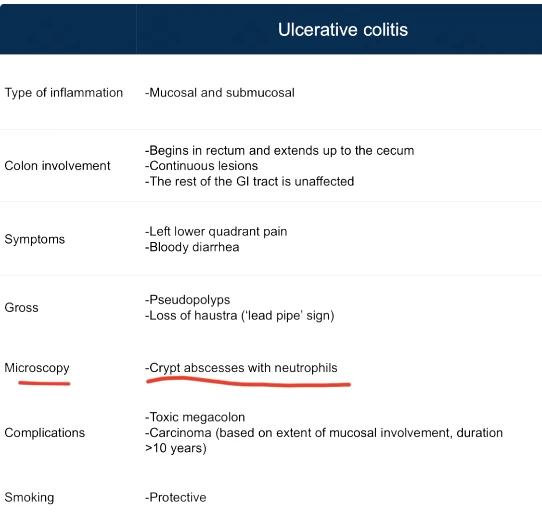 Ulcerative colitis
Type of inflammation -Mucosal and submucosal
-Begins in rectum and extends up to the cecum
Colon involvement -Continuous lesions
-The rest of the GI tract is unaffected
Symptoms -Left lower quadrant pain
-Bloody diarrhea
Gross -Pseudopolyps
-Loss of haustra (‘lead pipe’ sign)
Microscopy -Crypt abscesses with neutrophils
-Toxic megacolon
Complications -Carcinoma (based on extent of mucosal involvement, duration
>10 years)
Smoking -Protective